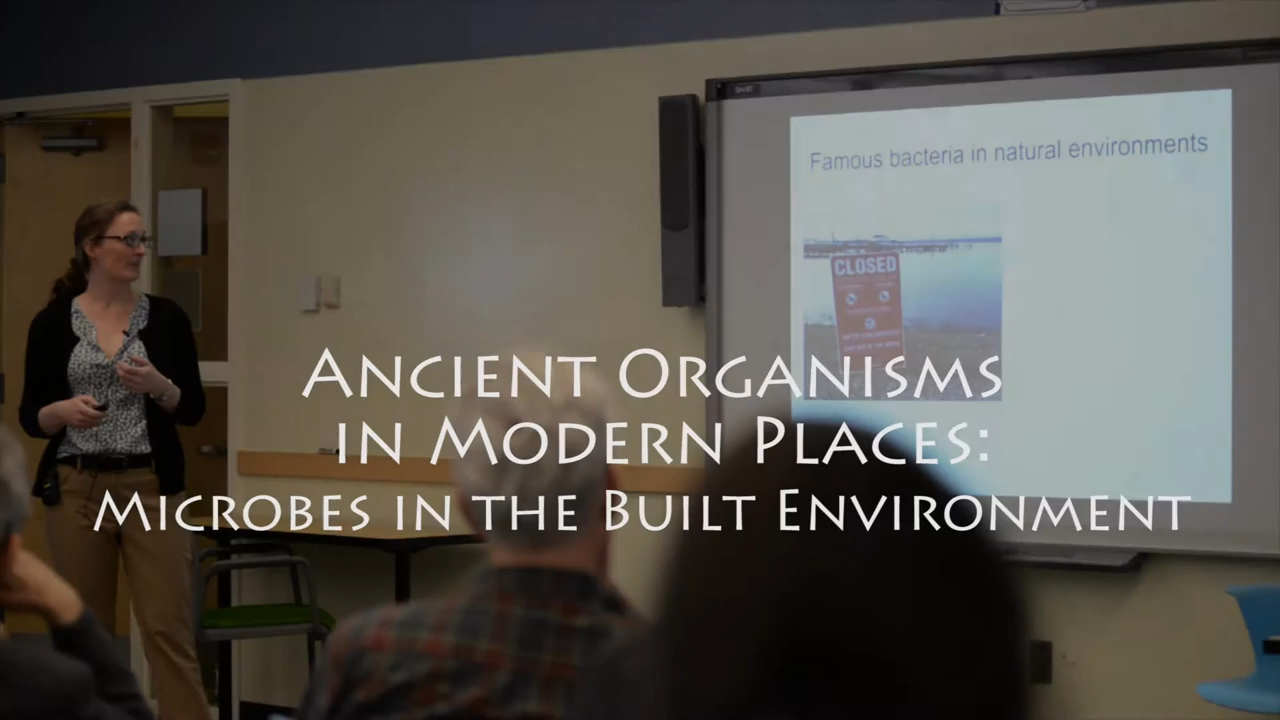 Famous bacteria in natural environments
CLOSED
ANCIENT ORGANISMS
IN MODERN PLACES:
MICROBES IN THE BUILT ENVIRONMENT